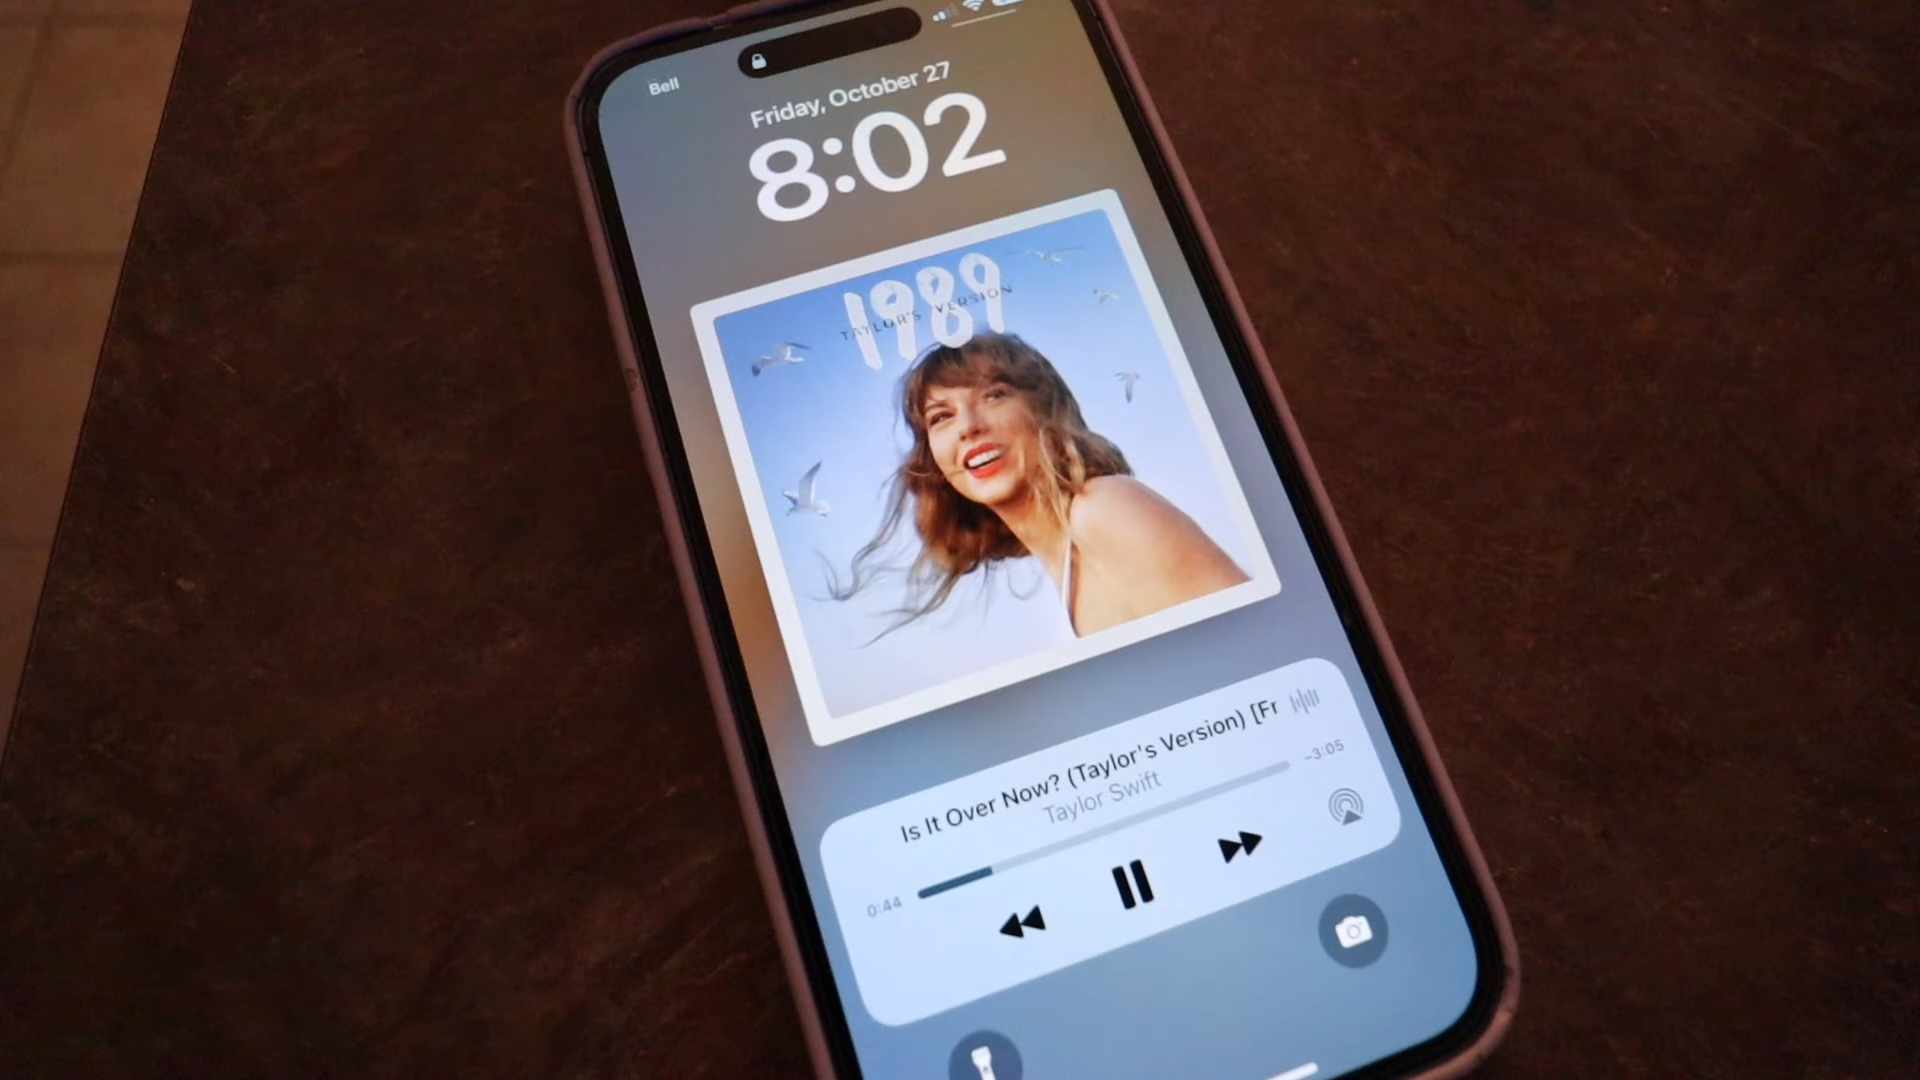 Bell
Friday, October 27
8:02
1989
TAYLOR'S VERSION
Is It Over Now? (Taylor's Version) [Fr
Taylor Swift
0:44
-3:05